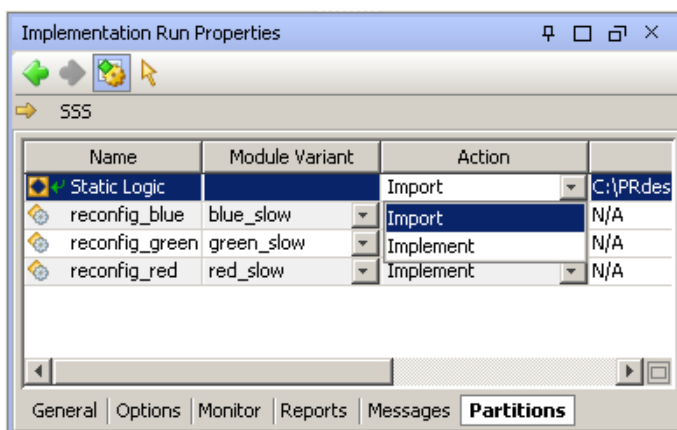 Implementation Run Properties
SSS
Name Module Variant Action
Static Logic Import C:\PRdes
reconfig_blue blue_slow Import N/A
reconfig_green green_slow Implement N/A
reconfig_red red_slow Implement N/A
General Options Monitor Reports Messages Partitions